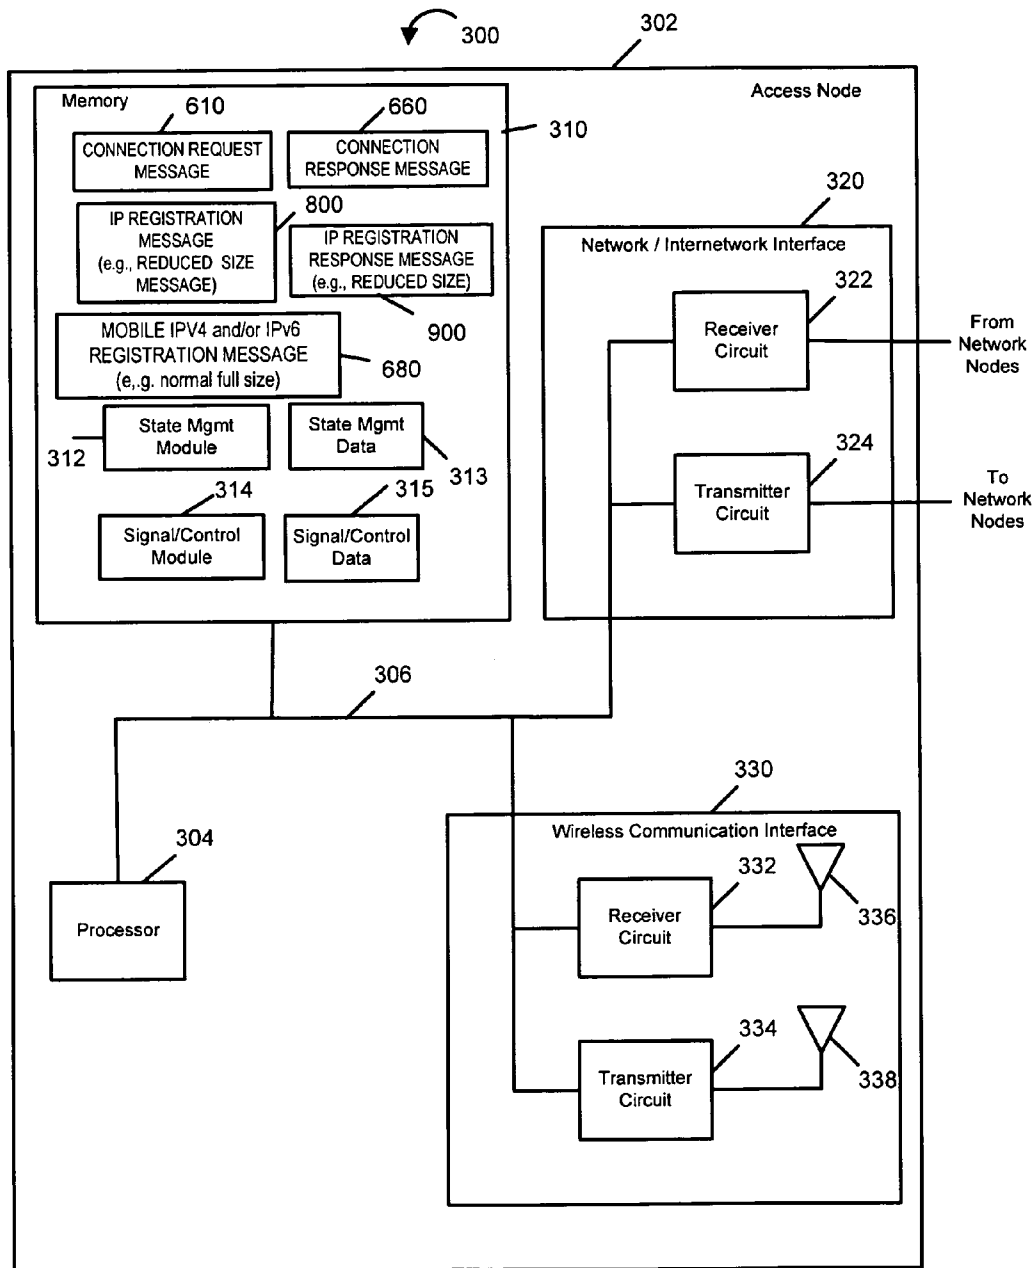 300
302
Memory
Access Node
610
660
310
CONNECTION REQUEST
MESSAGE
CONNECTION
RESPONSE MESSAGE
800
IP REGISTRATION
MESSAGE
(e.g., REDUCED SIZE
MESSAGE)
IP REGISTRATION
RESPONSE MESSAGE
(e.g., REDUCED SIZE)
900
MOBILE IPV4 and/or IPv6
REGISTRATION MESSAGE
(e,.g. normal full size)
680
State Mgmt
Module
312
State Mgmt
Data
313
314
315
Signal/Control
Module
Signal/Control
Data
320
Network / Internetwork Interface
322
Receiver
Circuit
From
Network
Nodes
324
Transmitter
Circuit
To
Network
Nodes
306
304
Processor
330
Wireless Communication Interface
332
Receiver
Circuit
336
334
Transmitter
Circuit
338